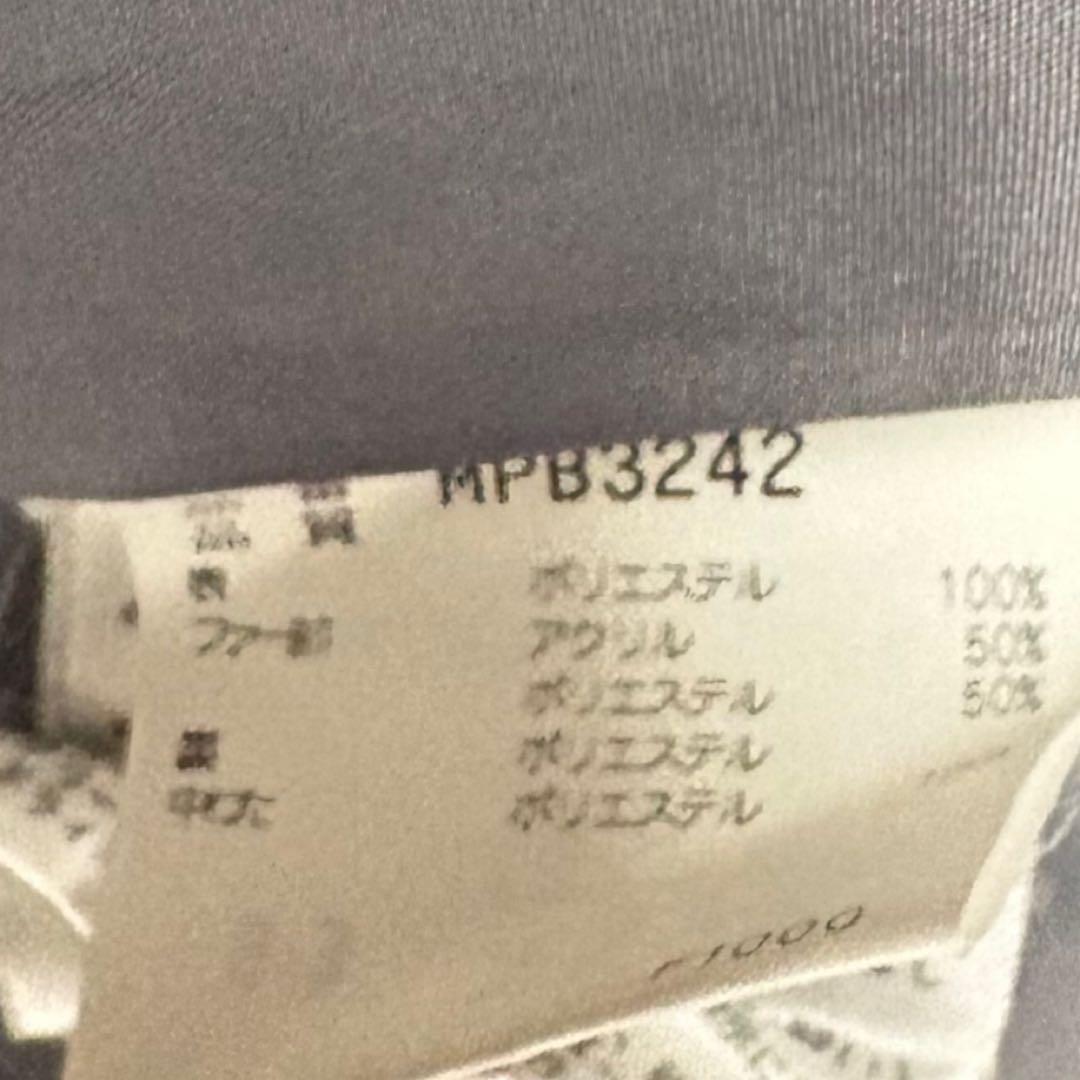 MPB3242
表 ポリエステル 100%
ファー部 アクリル 50%
ポリエステル 50%
裏 ポリエステル
中わた ポリエステル